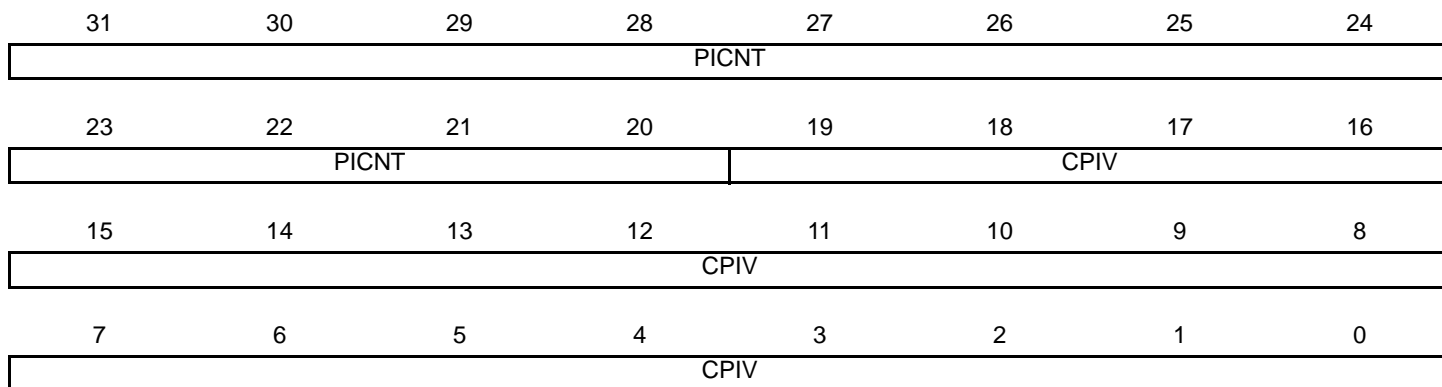 31 30 29 28 27 26 25 24
PICNT
23 22 21 20 19 18 17 16
PICNT CPIV
15 14 13 12 11 10 9 8
CPIV
7 6 5 4 3 2 1 0
CPIV